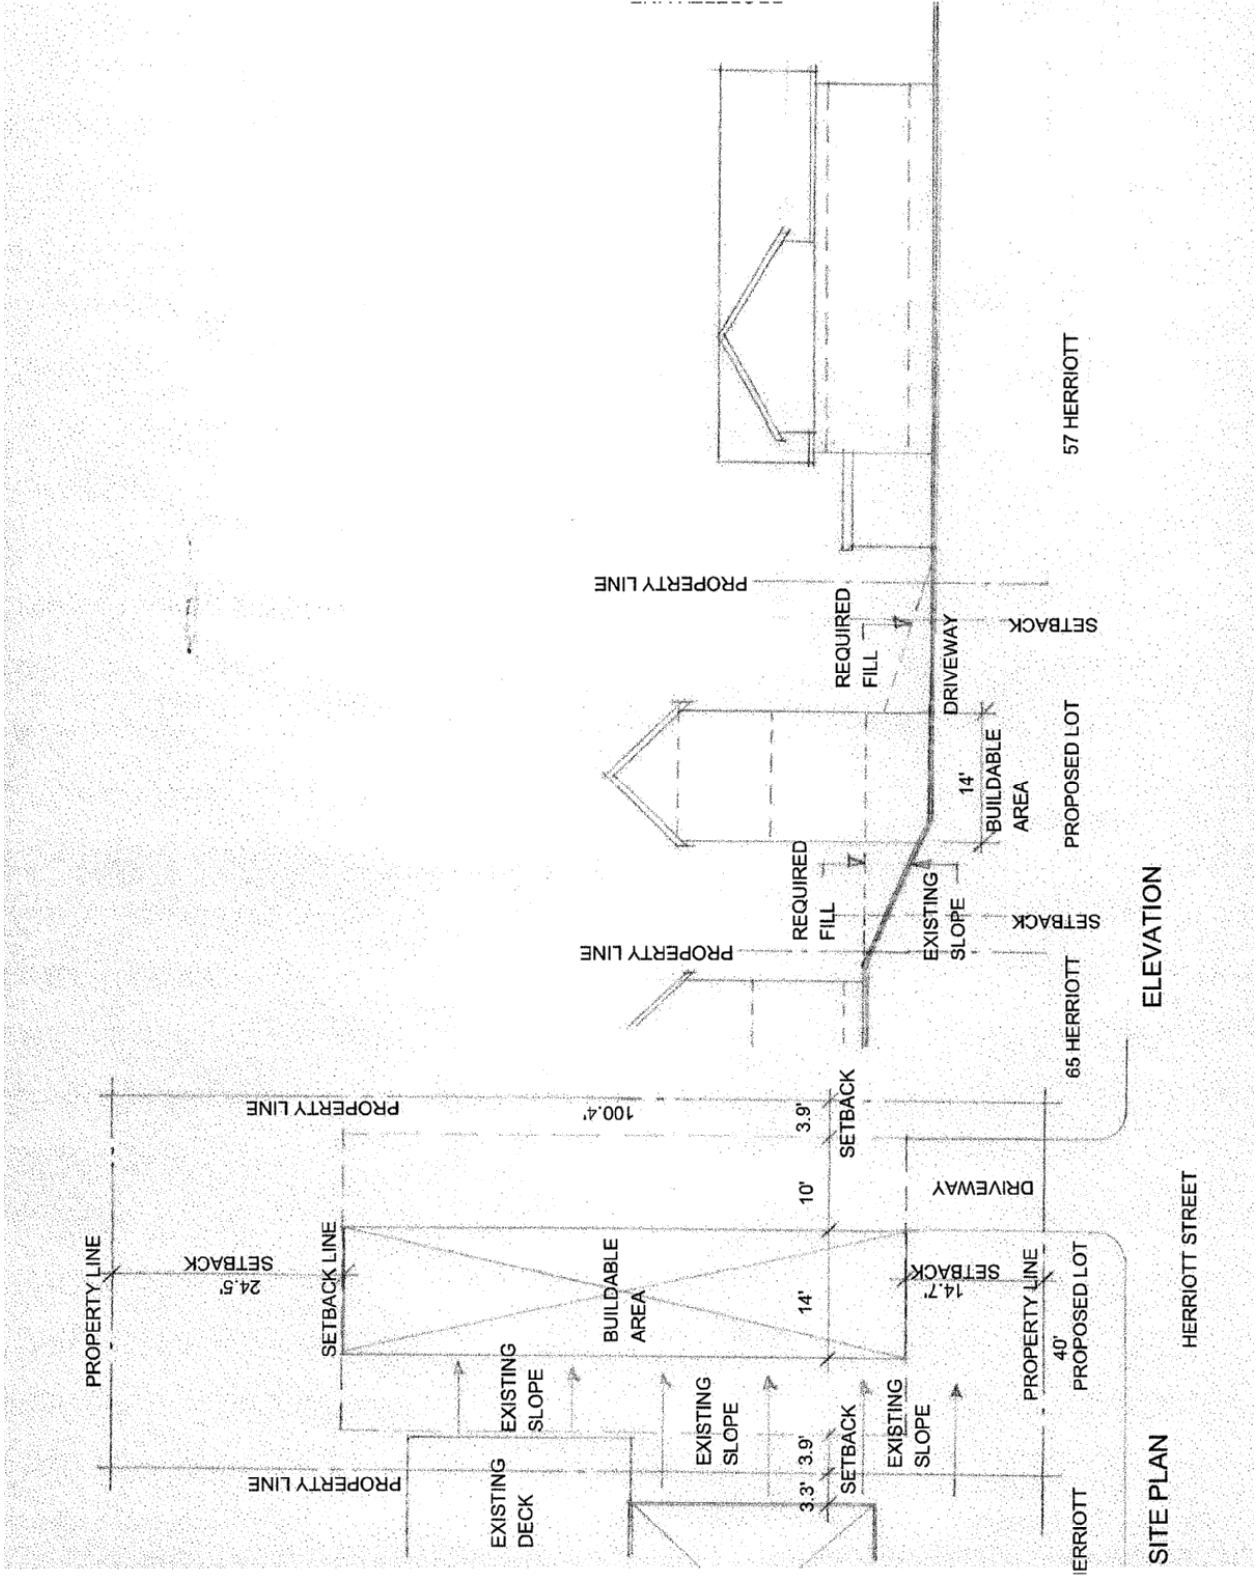 PROPERTY LINE
24.5'
SETBACK
SETBACK LINE
PROPERTY LINE
100.4'
BUILDABLE
AREA
EXISTING
SLOPE
EXISTING
SLOPE
EXISTING
SLOPE
PROPERTY LINE
EXISTING
DECK
3.3'
3.9'
SETBACK
14'
10'
3.9'
SETBACK
14.7'
SETBACK
DRIVEWAY
PROPERTY LINE
40'
PROPOSED LOT
ERRIOTT
HERRIOTT STREET
SITE PLAN
PROPERTY LINE
REQUIRED
FILL
EXISTING
SLOPE
SETBACK
65 HERRIOTT
14'
BUILDABLE
AREA
PROPOSED LOT
DRIVEWAY
REQUIRED
FILL
PROPERTY LINE
SETBACK
57 HERRIOTT
ELEVATION